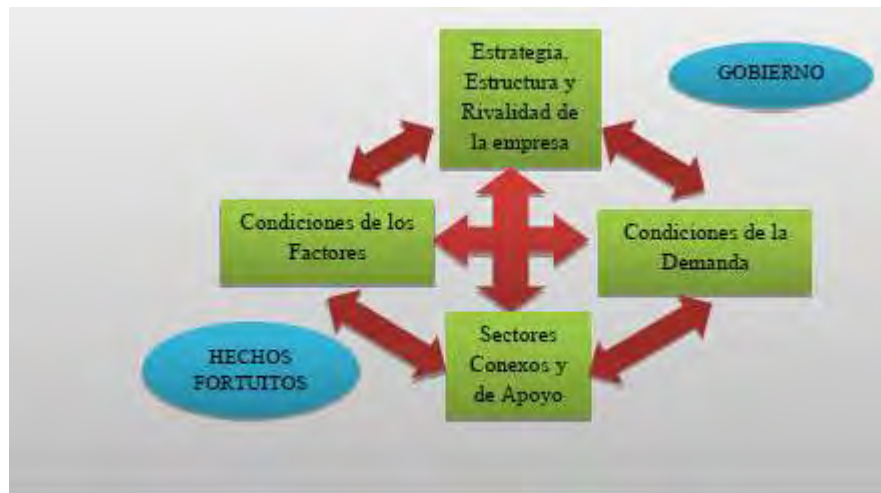 Estrategia,
Estructura y
Rivalidad de
la empresa
GOBIERNO
Condiciones de los
Factores
Condiciones de la
Demanda
HECHOS
FORTUITOS
Sectores
Conexos y
de Apoyo